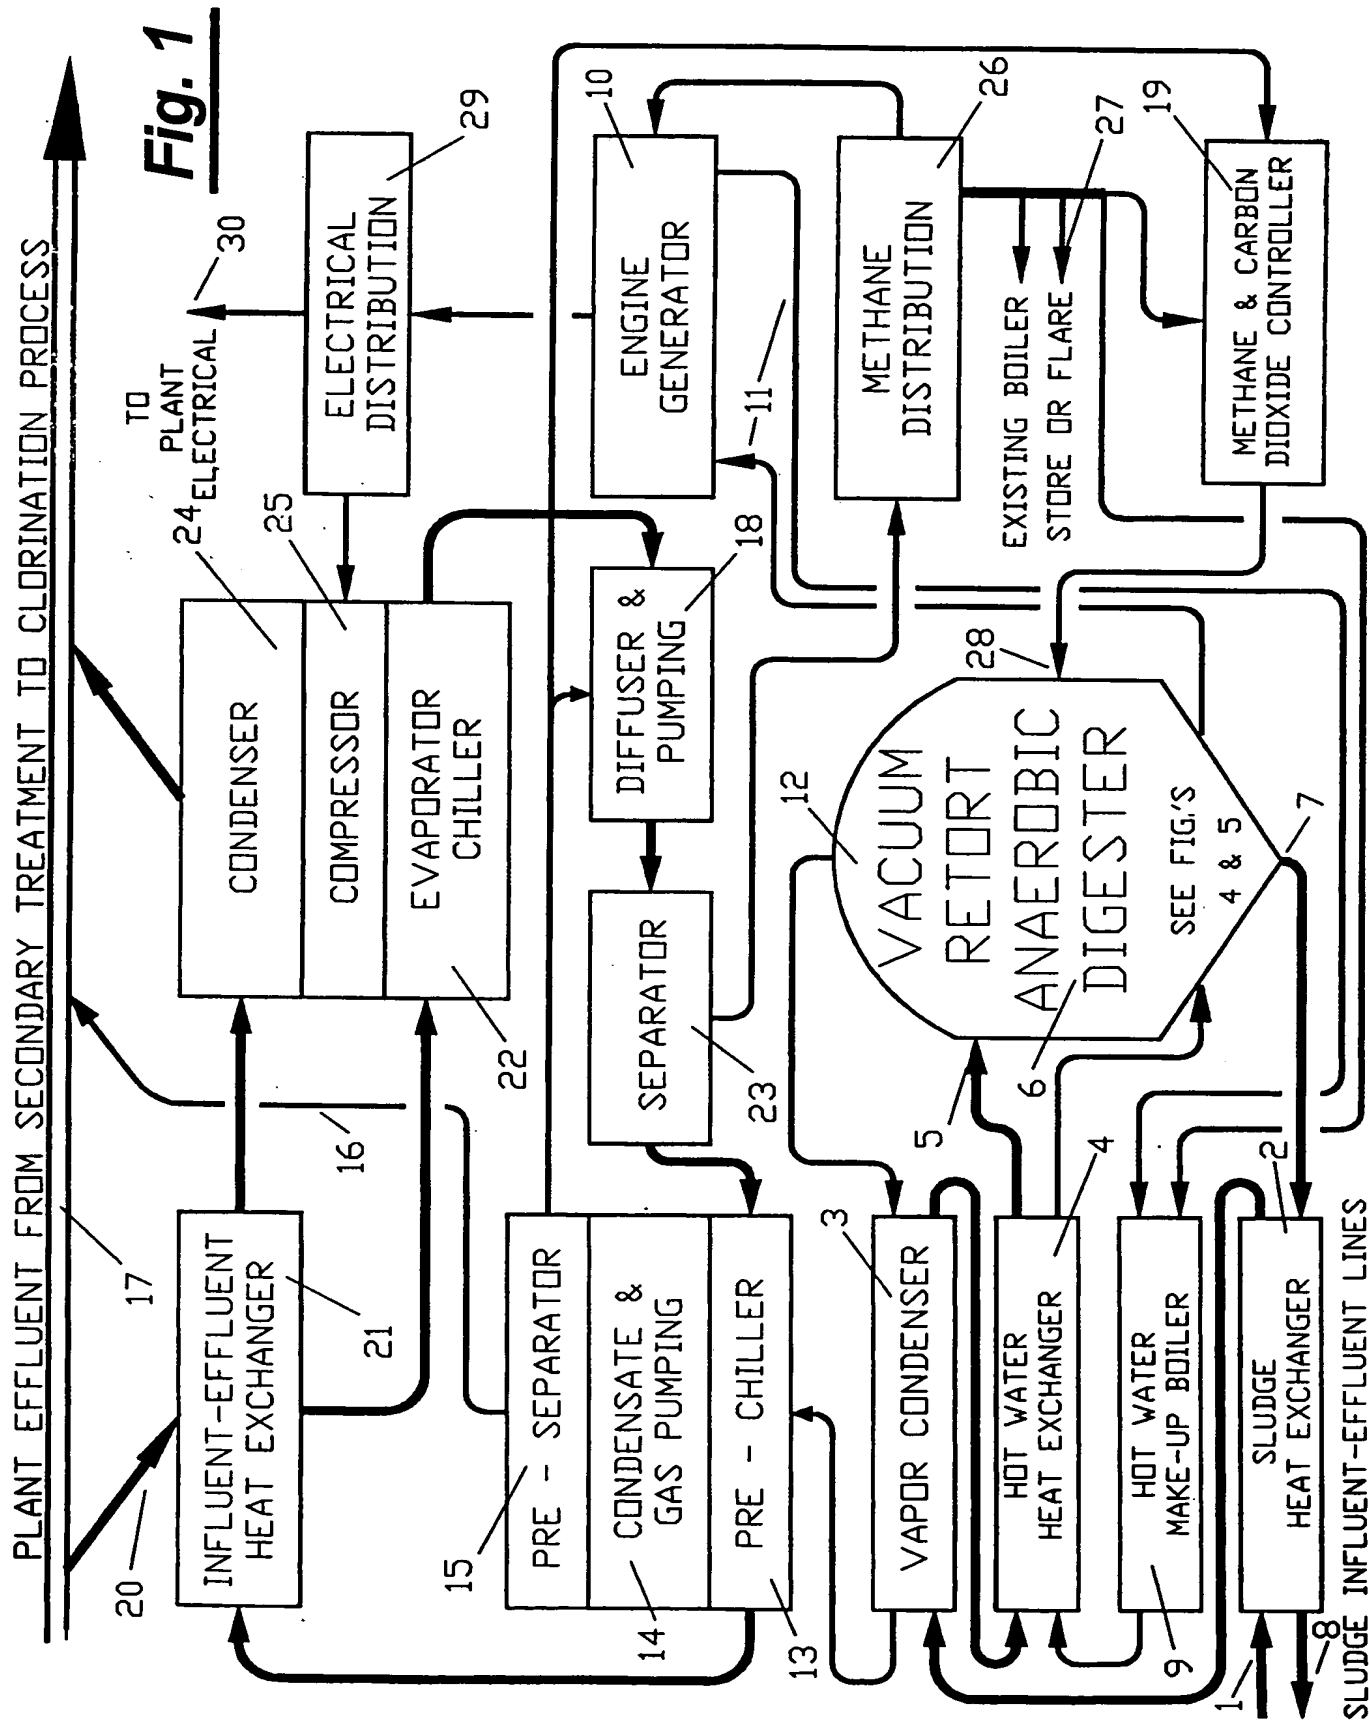 PLANT EFFLUENT FROM SECONDARY TREATMENT TO CLORINATION PROCESS
Fig. 1
20
17
16
24
TO
PLANT
ELECTRICAL
30
INFLUENT-EFFLUENT
HEAT EXCHANGER
21
CONDENSER
25
COMPRESSOR
EVAPORATOR
CHILLER
22
ELECTRICAL
DISTRIBUTION
29
15
PRE - SEPARATOR
14
CONDENSATE &
GAS PUMPING
13
PRE - CHILLER
SEPARATOR
23
DIFFUSER &
PUMPING
18
ENGINE
GENERATOR
10
11
12
VACUUM
RETORT
ANAEROBIC
DIGESTER
SEE FIG.'S
4 & 5
5
6
7
28
METHANE
DISTRIBUTION
26
EXISTING BOILER
STORE OR FLARE
27
19
METHANE & CARBON
DIOXIDE CONTROLLER
VAPOR CONDENSER
3
HOT WATER
HEAT EXCHANGER
4
HOT WATER
MAKE-UP BOILER
9
SLUDGE
HEAT EXCHANGER
2
1
8
SLUDGE INFLUENT-EFFLUENT LINES